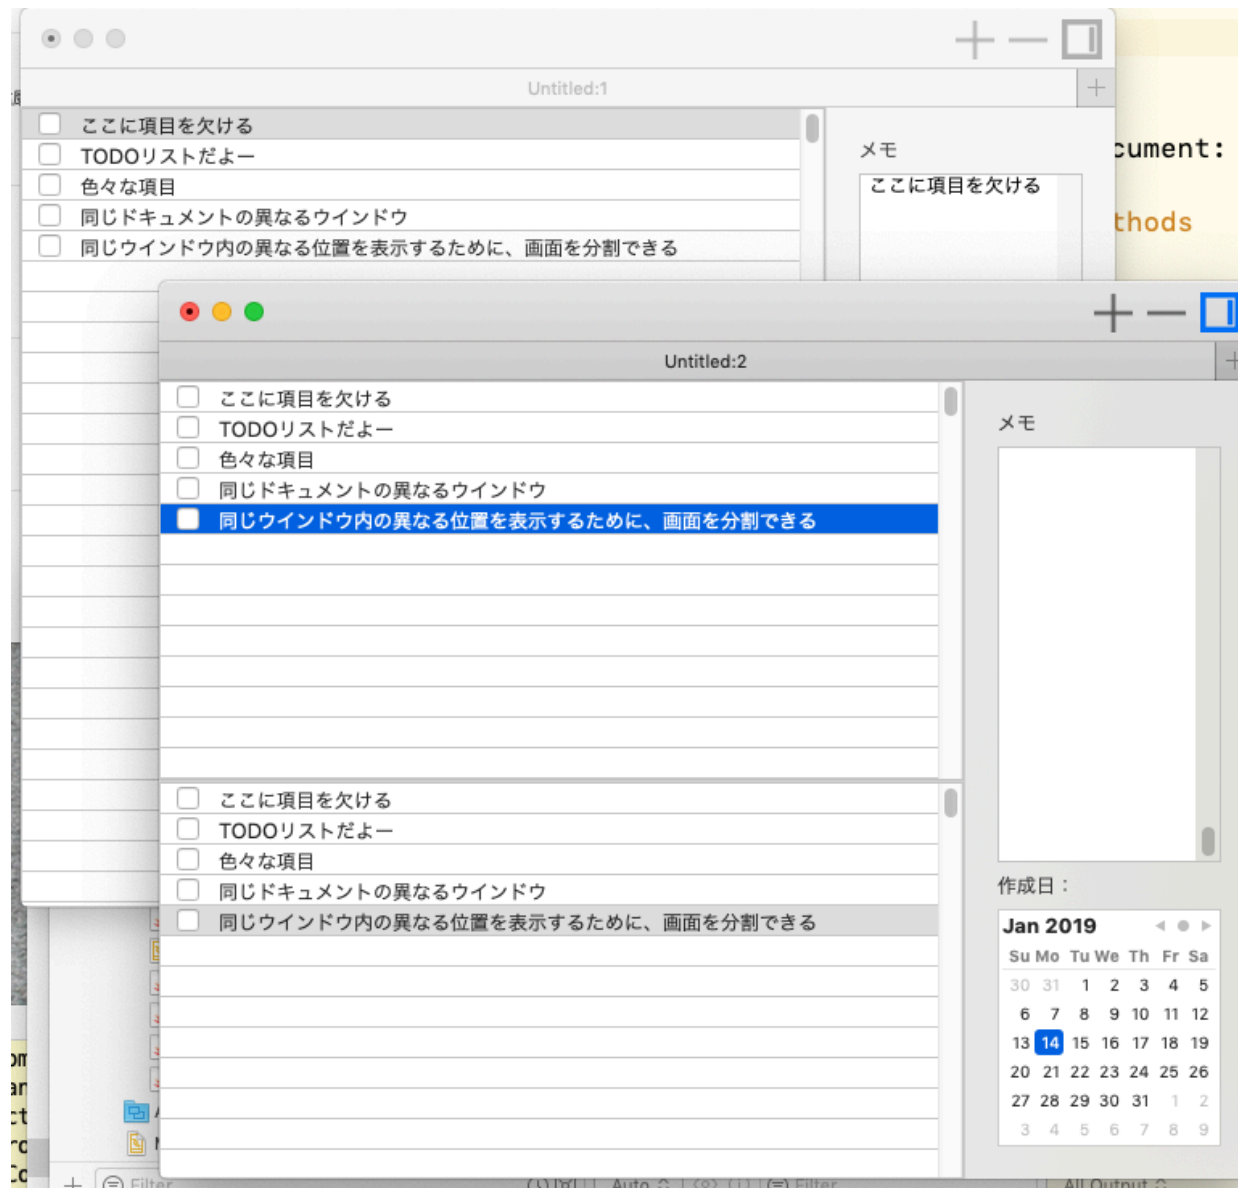 Untitled:1
ここに項目を欠ける
TODOリストだよー
色々な項目
同じドキュメントの異なるウインドウ
同じウインドウ内の異なる位置を表示するために、画面を分割できる
メモ
ここに項目を欠ける
cument:
thods
Untitled:2
ここに項目を欠ける
TODOリストだよー
色々な項目
同じドキュメントの異なるウインドウ
同じウインドウ内の異なる位置を表示するために、画面を分割できる
メモ
ここに項目を欠ける
TODOリストだよー
色々な項目
同じドキュメントの異なるウインドウ
同じウインドウ内の異なる位置を表示するために、画面を分割できる
作成日：
Jan 2019
Su Mo Tu We Th Fr Sa
30 31 1 2 3 4 5
6 7 8 9 10 11 12
13 14 15 16 17 18 19
20 21 22 23 24 25 26
27 28 29 30 31 1 2
3 4 5 6 7 8 9
Filter
Auto
Filter
All Output